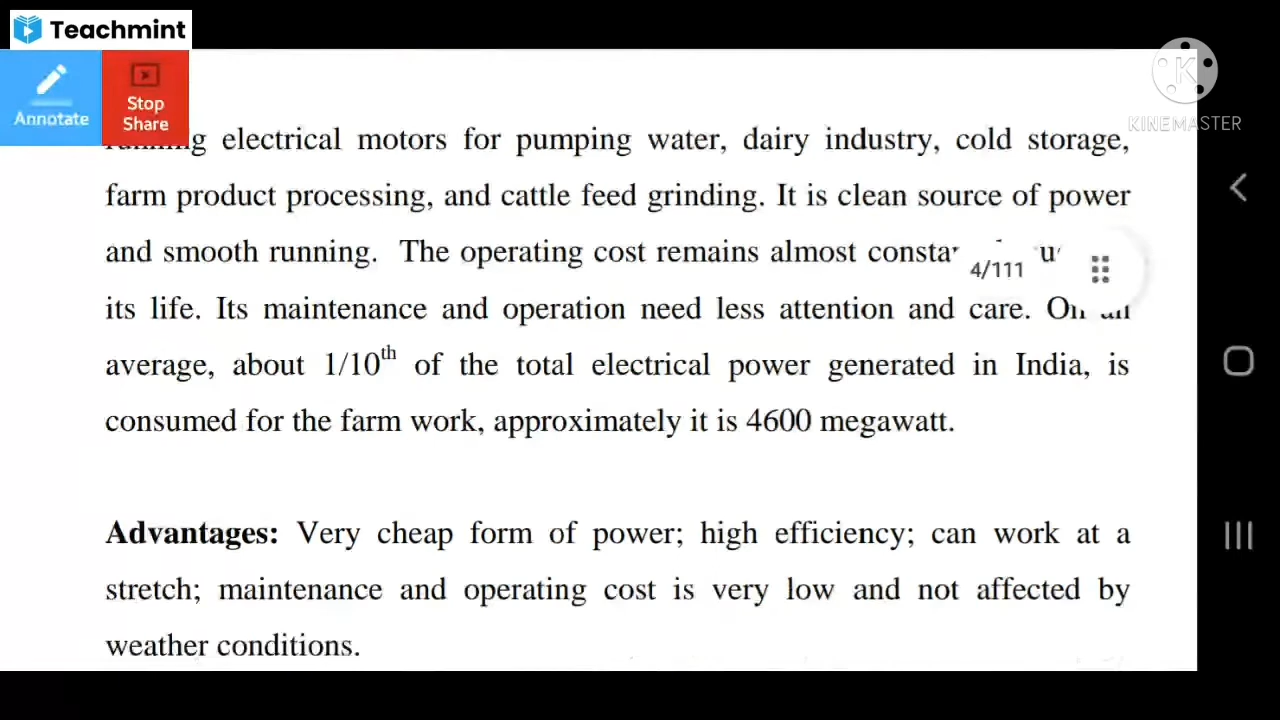 Teachmint
Annotate
Stop
Share
KINEMASTER
electrical motors for pumping water, dairy industry, cold storage,
farm product processing, and cattle feed grinding. It is clean source of power
and smooth running. The operating cost remains almost
4/111
its life. Its maintenance and operation need less attention and care. On an
average, about 1/10th of the total electrical power generated in India, is
consumed for the farm work, approximately it is 4600 megawatt.
Advantages: Very cheap form of power; high efficiency; can work at a
stretch; maintenance and operating cost is very low and not affected by
weather conditions.